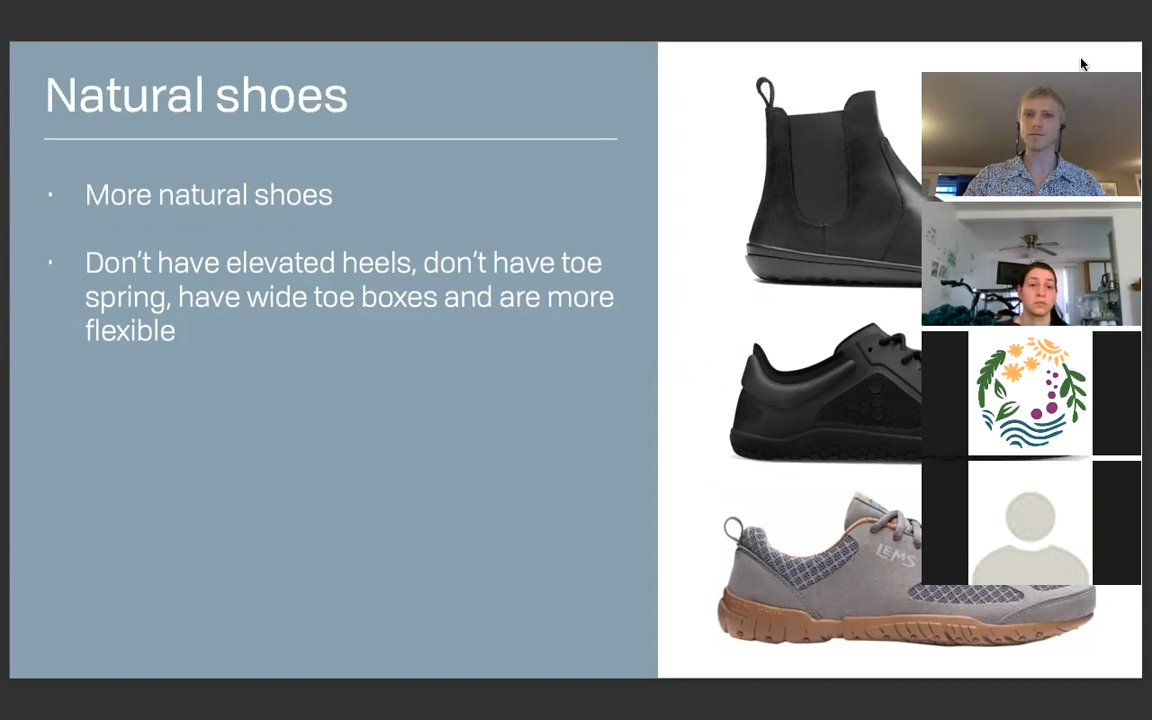 Natural shoes
· More natural shoes
· Don’t have elevated heels, don’t have toe
spring, have wide toe boxes and are more
flexible
LEMS